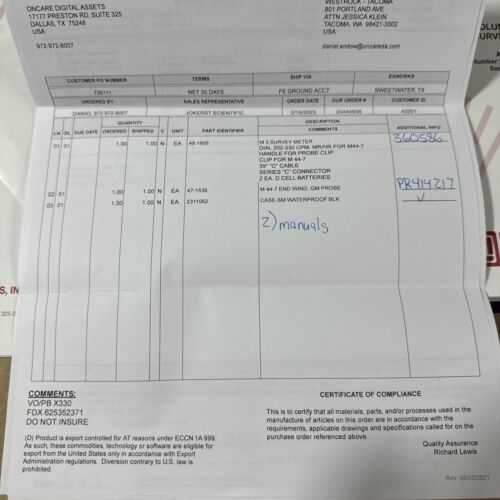 ONCARE DIGITAL ASSETS
17177 PRESTON RD, SUITE 325
DALLAS, TX 75248
USA
972-972-8007
WESTROCK - TACOMA
801 PORTLAND AVE
ATTN JESSICA KLEIN
TACOMA, WA 98421-3002
USA
daniel.andow@oncareda.com
CUSTOMER PO NUMBER TERMS SHIP VIA EXWORKS
726111 NET 30 DAYS FE GROUND ACCT SWEETWATER, TX
ORDERED BY SALES REPRESENTATIVE ORDER DATE OUR ORDER # CUSTOMER ID
DANIEL 972-972-8007 JOKERST SCIENTIFIC 2/15/2023 20440936 43261
QUANTITY DESCRIPTION
LN DL DUE DATE ORDERED SHIPPED C UNIT PART IDENTIFIER COMMENTS ADDITIONAL INFO
01 01 1.00 1.00 N EA 48-1605 M 3 SURVEY METER 360586
DIAL 202-330 CPM: MR/HR FOR M44-7
HANDLE FOR PROBE CLIP
CLIP FOR M 44-7
39" "C" CABLE
SERIES "C" CONNECTOR
2 EA. D CELL BATTERIES
02 01 1.00 1.00 N EA 47-1536 M 44-7 END WIND. GM PROBE PR414217
03 01 1.00 1.00 N EA 2311062 CASE-SM WATERPROOF BLK ✓
2) manuals
S, IN
COMMENTS:
VO/PB X330
FDX 625352371
DO NOT INSURE
(D) Product is export controlled for AT reasons under ECCN 1A 999.
As such, these commodities, technology or software are eligible for
export from the United States only in accordance with Export
Administration regulations. Diversion contrary to U.S. law is
prohibited.
CERTIFICATE OF COMPLIANCE
This is to certify that all materials, parts, and/or processes used in the
manufacture of articles on this order are in accordance with the
requirements, applicable drawings and specifications called for on the
purchase order referenced above.
Quality Assurance
Richard Lewis
Rev: 09/25/2021